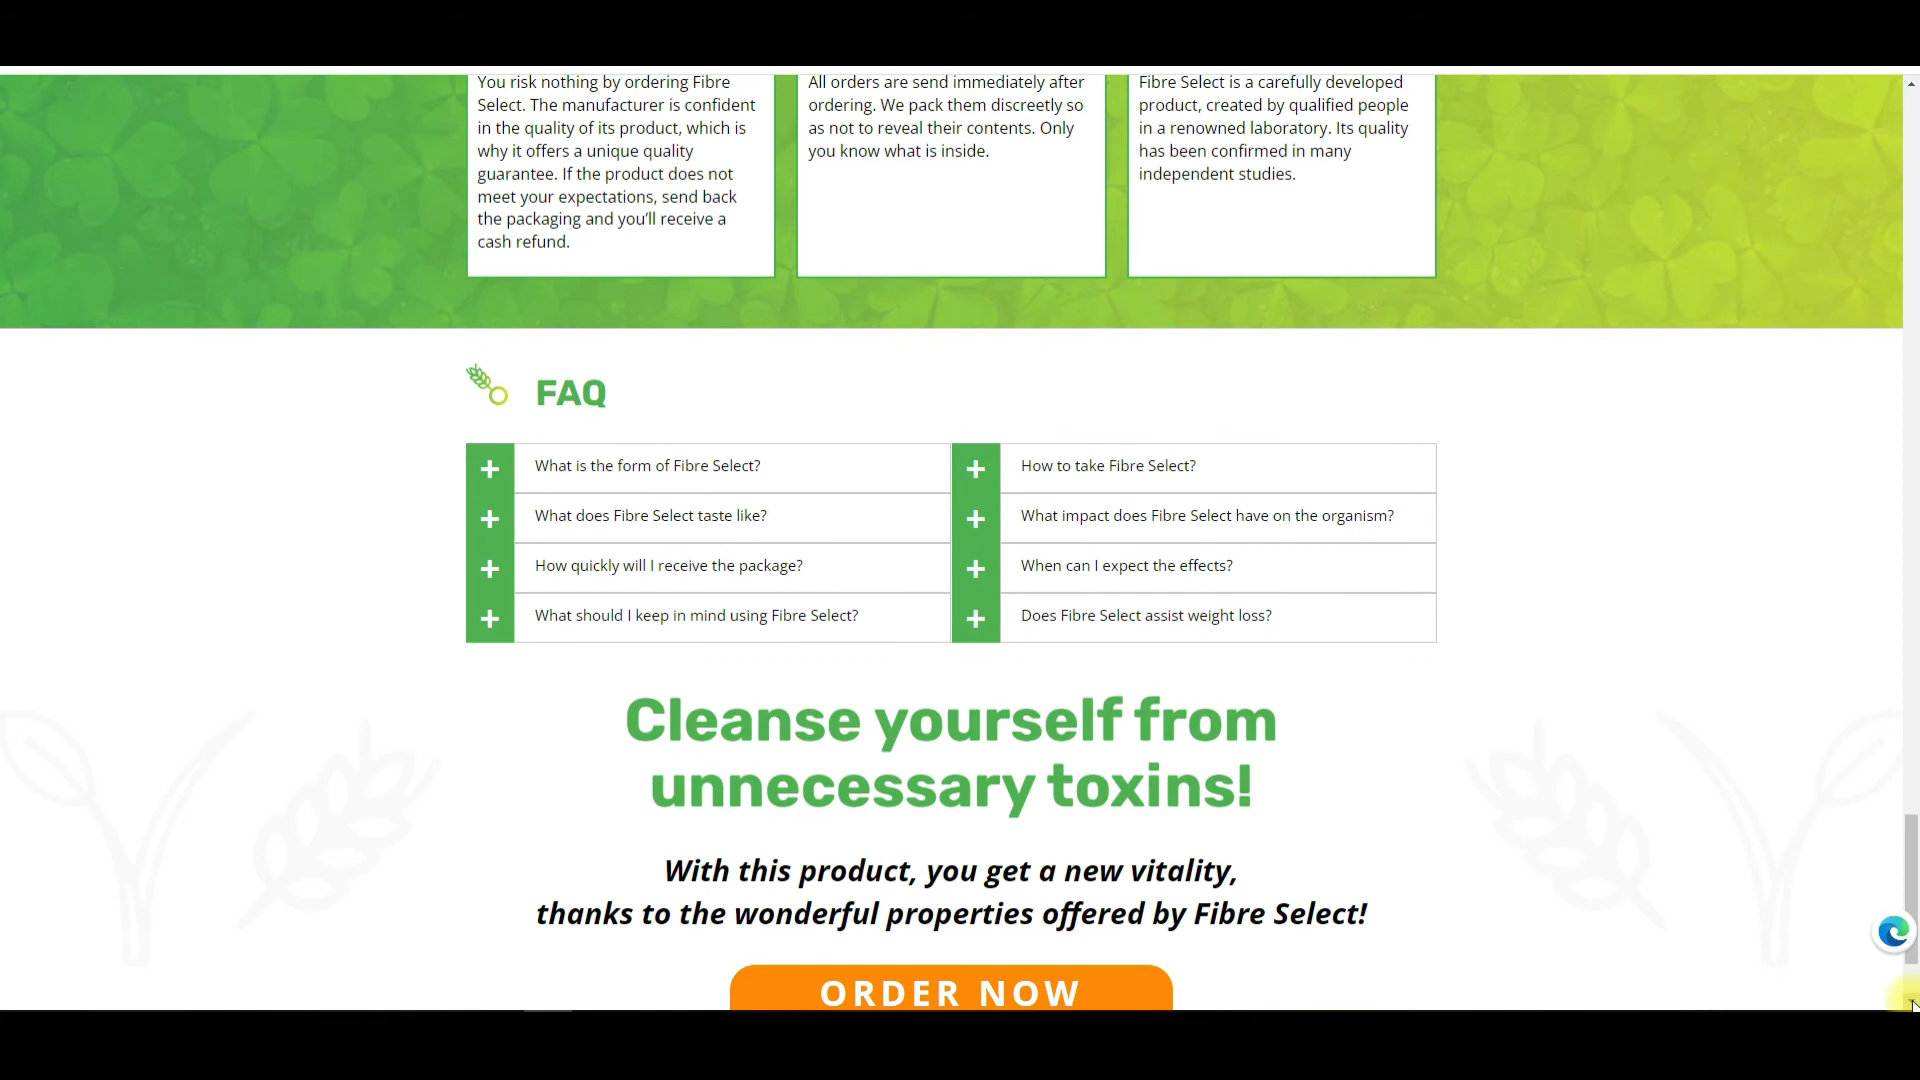 You risk nothing by ordering Fibre
Select. The manufacturer is confident
in the quality of its product, which is
why it offers a unique quality
guarantee. If the product does not
meet your expectations, send back
the packaging and you’ll receive a
cash refund.
All orders are send immediately after
ordering. We pack them discreetly so
as not to reveal their contents. Only
you know what is inside.
Fibre Select is a carefully developed
product, created by qualified people
in a renowned laboratory. Its quality
has been confirmed in many
independent studies.
FAQ
What is the form of Fibre Select?
What does Fibre Select taste like?
How quickly will I receive the package?
What should I keep in mind using Fibre Select?
How to take Fibre Select?
What impact does Fibre Select have on the organism?
When can I expect the effects?
Does Fibre Select assist weight loss?
Cleanse yourself from
unnecessary toxins!
With this product, you get a new vitality,
thanks to the wonderful properties offered by Fibre Select!
ORDER NOW